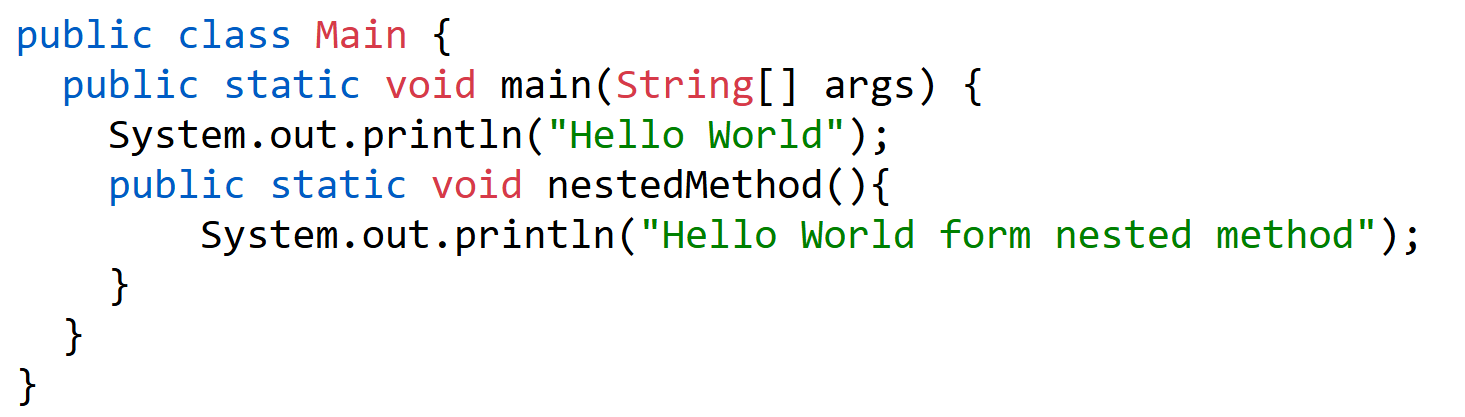 public class Main {
  public static void main(String[] args) {
    System.out.println("Hello World");
    public static void nestedMethod(){
        System.out.println("Hello World form nested method");
    }
  }
}